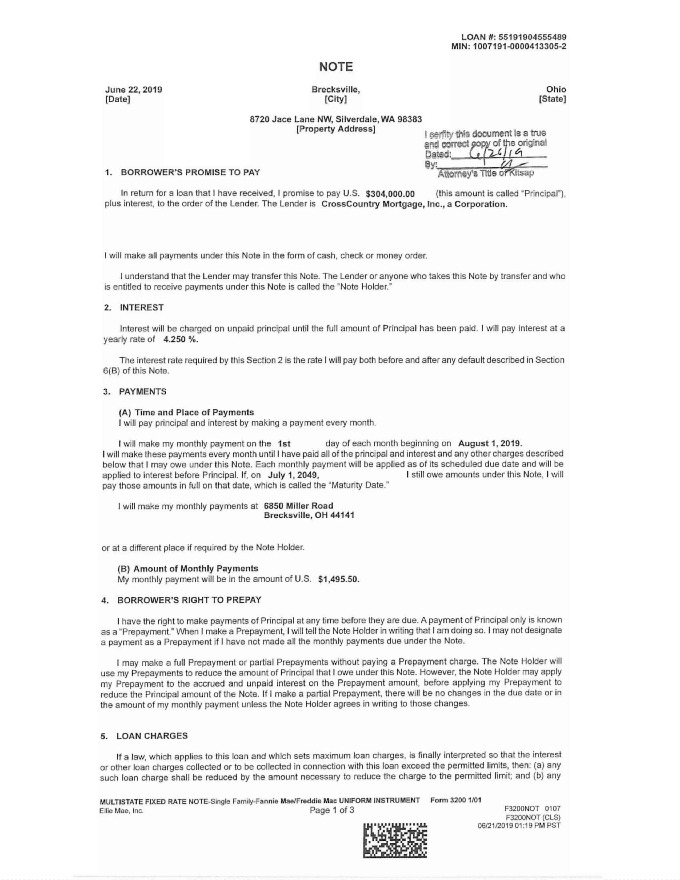 LOAN #: 55191904555489
MIN: 1007191-0000413305-2
NOTE
June 22, 2019 Brecksville, Ohio
[Date] [City] [State]
8720 Jace Lane NW, Silverdale, WA 98383
[Property Address]
I certify this document is a true
and correct copy of the original
Dated: 6/26/19
By:
Attorney's Title of Kitsap
1. BORROWER'S PROMISE TO PAY
In return for a loan that I have received, I promise to pay U.S. $304,000.00 (this amount is called "Principal"),
plus interest, to the order of the Lender. The Lender is CrossCountry Mortgage, Inc., a Corporation.
I will make all payments under this Note in the form of cash, check or money order.
I understand that the Lender may transfer this Note. The Lender or anyone who takes this Note by transfer and who
is entitled to receive payments under this Note is called the "Note Holder."
2. INTEREST
Interest will be charged on unpaid principal until the full amount of Principal has been paid. I will pay interest at a
yearly rate of 4.250 %.
The interest rate required by this Section 2 is the rate I will pay both before and after any default described in Section
6(B) of this Note.
3. PAYMENTS
(A) Time and Place of Payments
I will pay principal and interest by making a payment every month.
I will make my monthly payment on the 1st day of each month beginning on August 1, 2019.
I will make these payments every month until I have paid all of the principal and interest and any other charges described
below that I may owe under this Note. Each monthly payment will be applied as of its scheduled due date and will be
applied to interest before Principal. If, on July 1, 2049, I still owe amounts under this Note, I will
pay those amounts in full on that date, which is called the "Maturity Date."
I will make my monthly payments at 6850 Miller Road
Brecksville, OH 44141
or at a different place if required by the Note Holder.
(B) Amount of Monthly Payments
My monthly payment will be in the amount of U.S. $1,495.50.
4. BORROWER'S RIGHT TO PREPAY
I have the right to make payments of Principal at any time before they are due. A payment of Principal only is known
as a "Prepayment." When I make a Prepayment, I will tell the Note Holder in writing that I am doing so. I may not designate
a payment as a Prepayment if I have not made all the monthly payments due under the Note.
I may make a full Prepayment or partial Prepayments without paying a Prepayment charge. The Note Holder will
use my Prepayments to reduce the amount of Principal that I owe under this Note. However, the Note Holder may apply
my Prepayment to the accrued and unpaid interest on the Prepayment amount, before applying my Prepayment to
reduce the Principal amount of the Note. If I make a partial Prepayment, there will be no changes in the due date or in
the amount of my monthly payment unless the Note Holder agrees in writing to those changes.
5. LOAN CHARGES
If a law, which applies to this loan and which sets maximum loan charges, is finally interpreted so that the interest
or other loan charges collected or to be collected in connection with this loan exceed the permitted limits, then: (a) any
such loan charge shall be reduced by the amount necessary to reduce the charge to the permitted limit; and (b) any
MULTISTATE FIXED RATE NOTE-Single Family-Fannie Mae/Freddie Mac UNIFORM INSTRUMENT Form 3200 1/01
Ellie Mae, Inc. Page 1 of 3 F3200NOT 0107
F3200NOT (CLS)
06/21/2019 01:19 PM PST